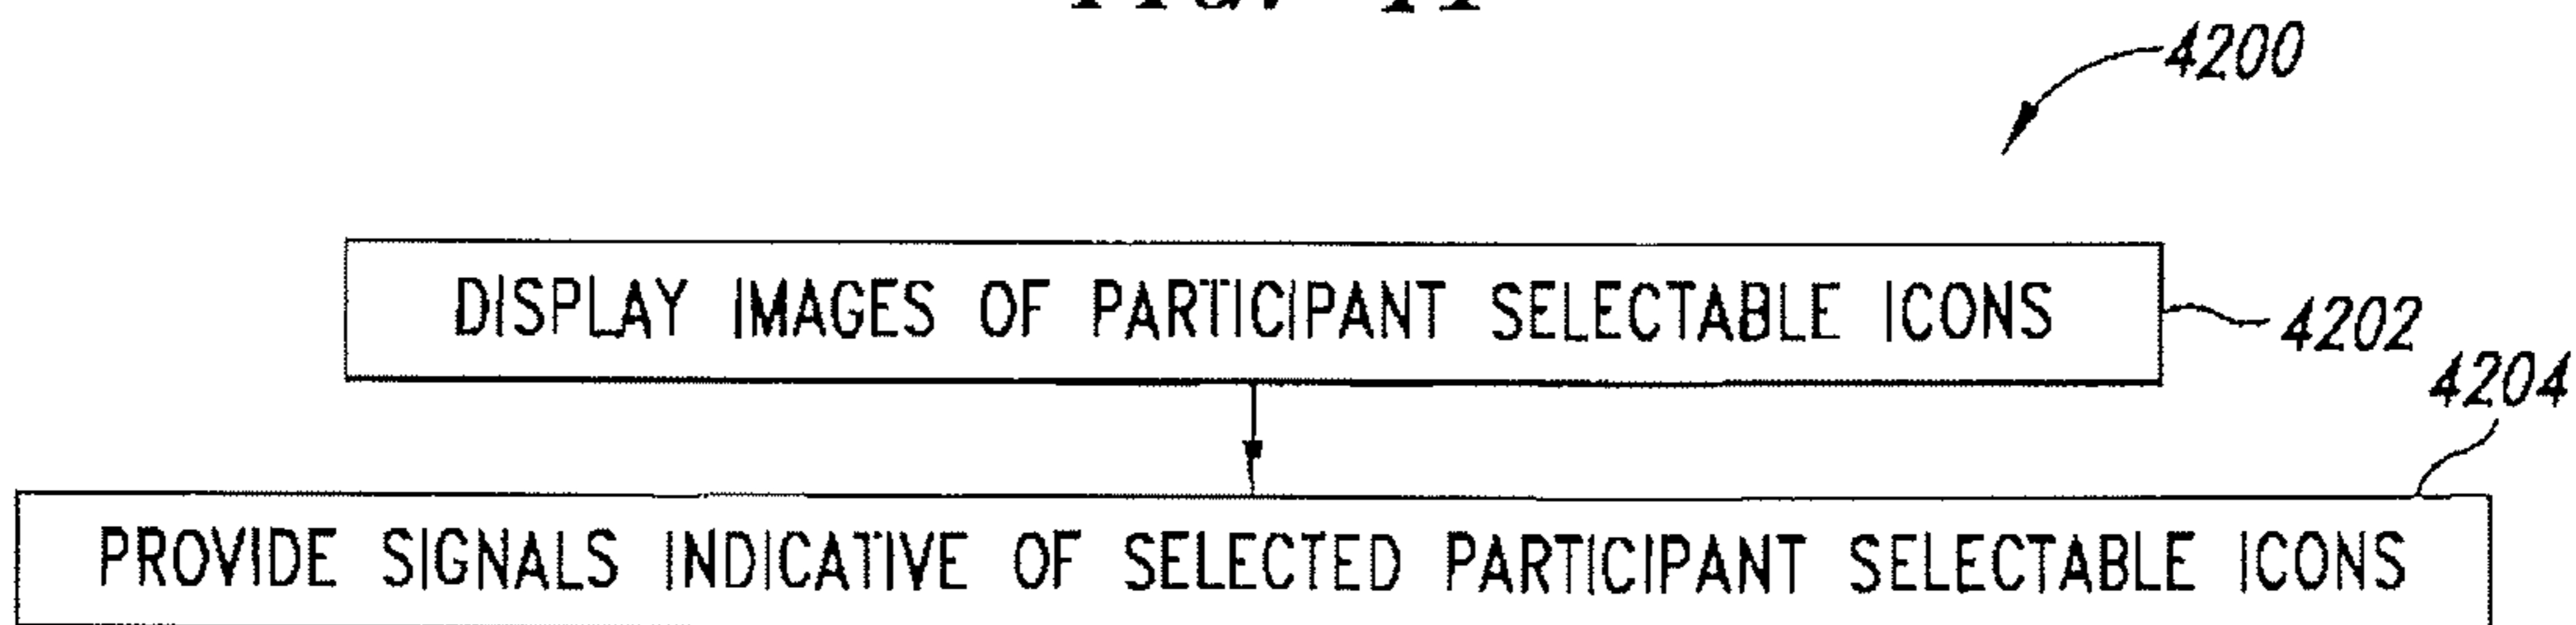 4200
DISPLAY IMAGES OF PARTICIPANT SELECTABLE ICONS
4202
4204
PROVIDE SIGNALS INDICATIVE OF SELECTED PARTICIPANT SELECTABLE ICONS